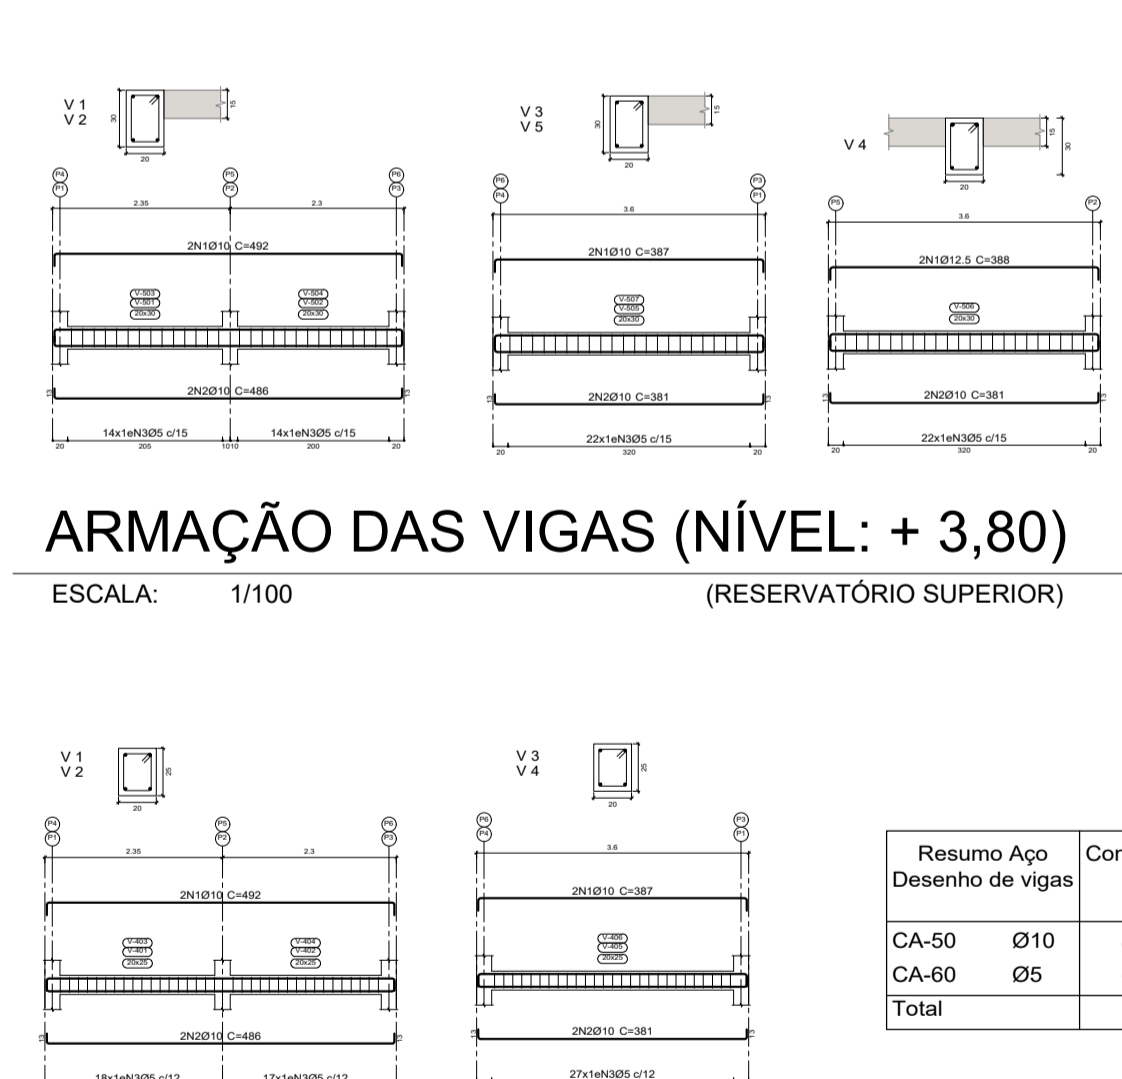 V 1
V 2
30
15
20
P4
P1
P5
P2
P6
P3
2.35
2.3
2N1Ø10 C=492
V-503
V-501
20x30
V-504
V-502
20x30
13
2N2Ø10 C=486
13
14x1eN3Ø5 c/15
14x1eN3Ø5 c/15
20
205
1010
200
20
V 3
V 5
30
15
20
P6
P4
P3
P1
3.6
2N1Ø10 C=387
V-507
V-505
20x30
13
2N2Ø10 C=381
13
22x1eN3Ø5 c/15
20
320
20
V 4
15
30
20
P5
P2
3.6
2N1Ø12.5 C=388
V-506
20x30
13
2N2Ø10 C=381
13
22x1eN3Ø5 c/15
20
320
20
ARMAÇÃO DAS VIGAS (NÍVEL: + 3,80)
ESCALA: 1/100 (RESERVATÓRIO SUPERIOR)
V 1
V 2
25
20
P4
P1
P5
P2
P6
P3
2.35
2.3
2N1Ø10 C=492
V-403
V-401
20x25
V-404
V-402
20x25
13
2N2Ø10 C=486
13
18x1eN3Ø5 c/12
17x1eN3Ø5 c/12
V 3
V 4
25
20
P6
P4
P3
P1
3.6
2N1Ø10 C=387
V-406
V-405
20x25
13
2N2Ø10 C=381
13
27x1eN3Ø5 c/12
Resumo Aço
Desenho de vigas
CA-50 Ø10
CA-60 Ø5
Total